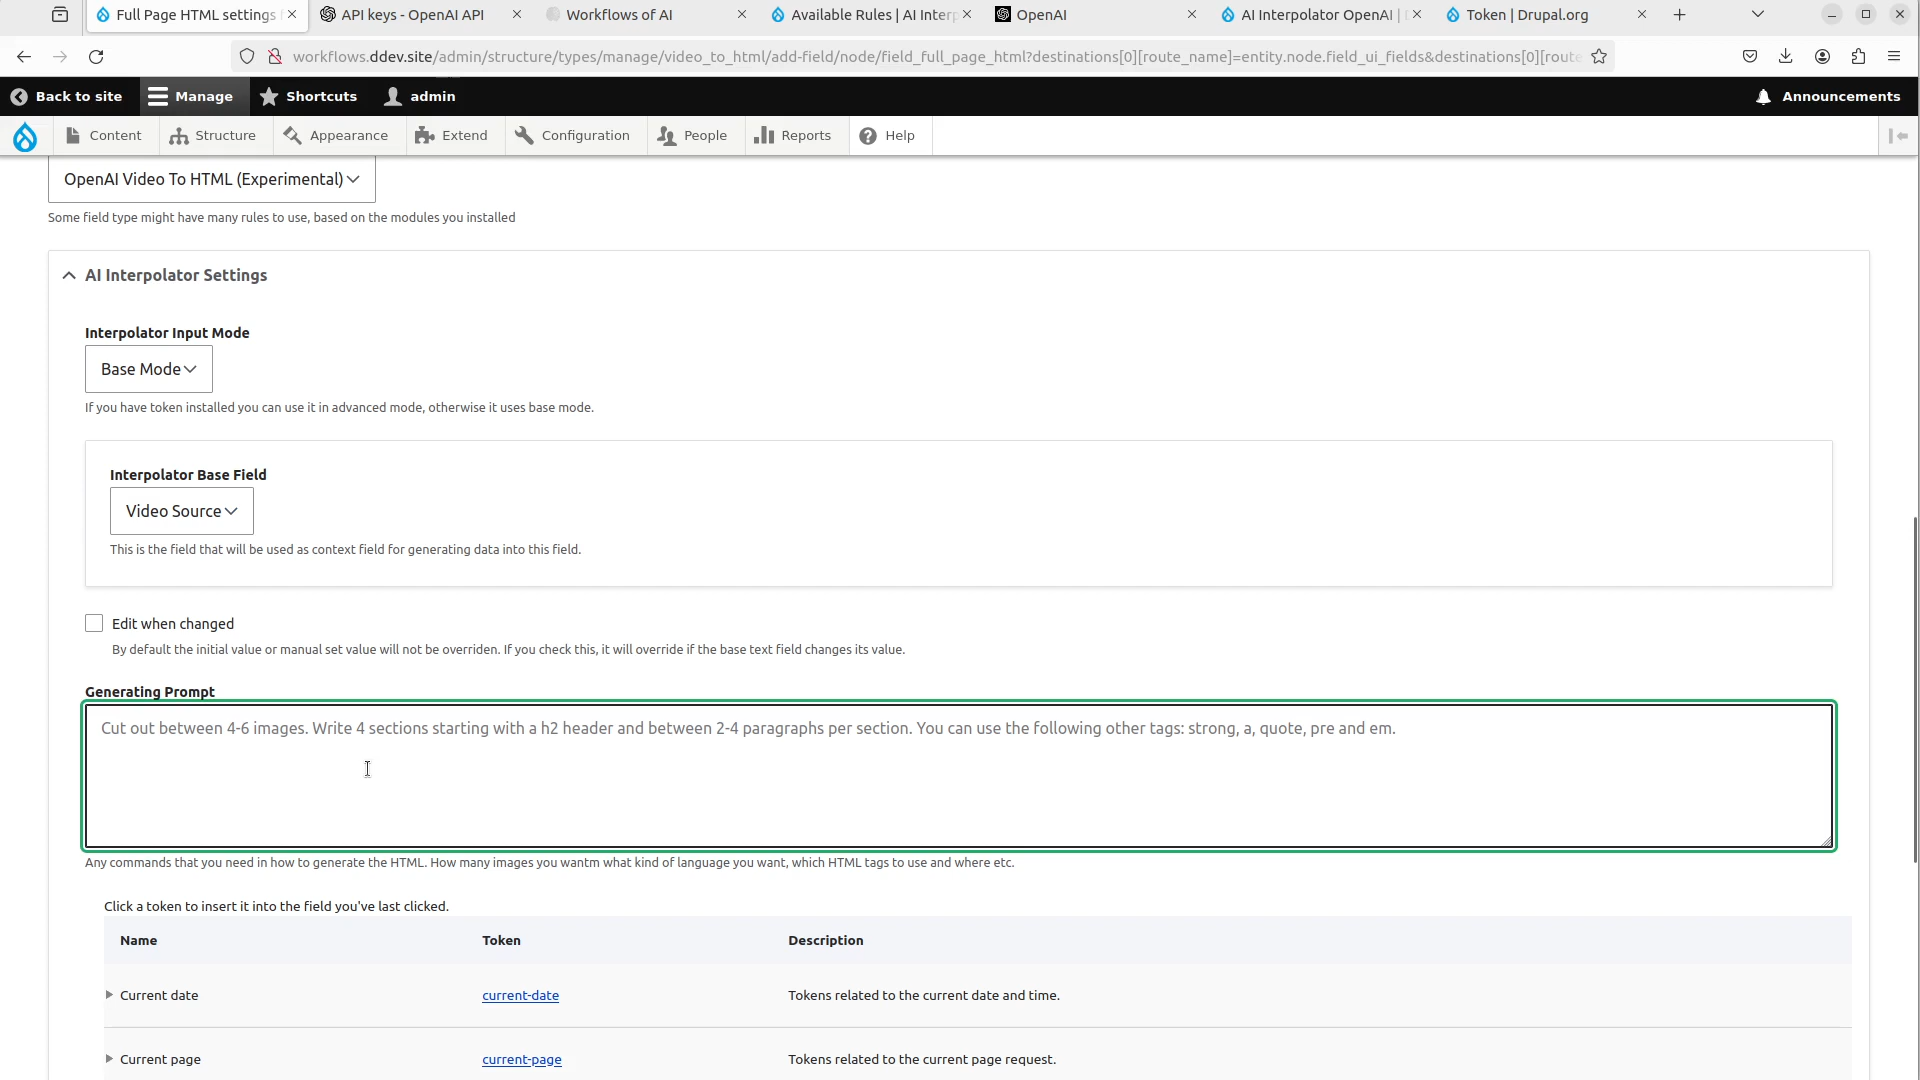 Full Page HTML settings
API keys - OpenAI API
Workflows of AI
Available Rules | AI Interp
OpenAI
AI Interpolator OpenAI |
Token | Drupal.org
workflows.ddev.site/admin/structure/types/manage/video_to_html/add-field/node/field_full_page_html?destinations[0][route_name]=entity.node.field_ui_fields&destinations[0][route
Back to site
Manage
Shortcuts
admin
Announcements
Content
Structure
Appearance
Extend
Configuration
People
Reports
Help
OpenAI Video To HTML (Experimental)
Some field type might have many rules to use, based on the modules you installed
AI Interpolator Settings
Interpolator Input Mode
Base Mode
If you have token installed you can use it in advanced mode, otherwise it uses base mode.
Interpolator Base Field
Video Source
This is the field that will be used as context field for generating data into this field.
Edit when changed
By default the initial value or manual set value will not be overriden. If you check this, it will override if the base text field changes its value.
Generating Prompt
Cut out between 4-6 images. Write 4 sections starting with a h2 header and between 2-4 paragraphs per section. You can use the following other tags: strong, a, quote, pre and em.
Any commands that you need in how to generate the HTML. How many images you wantm what kind of language you want, which HTML tags to use and where etc.
Click a token to insert it into the field you've last clicked.
Name Token Description
Current date current-date Tokens related to the current date and time.
Current page current-page Tokens related to the current page request.